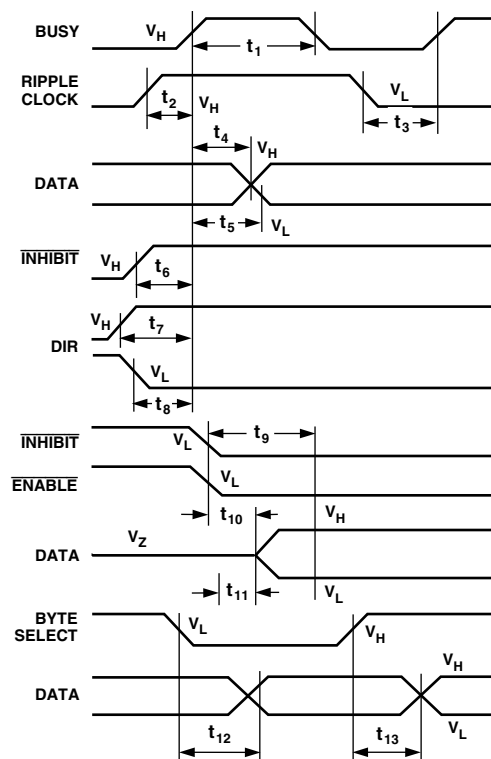 BUSY
V_H
t_1
RIPPLE
CLOCK
t_2
V_H
V_L
t_3
t_4
V_H
DATA
t_5
V_L
INHIBIT
V_H
t_6
V_H
t_7
DIR
V_L
t_8
INHIBIT
V_L
t_9
ENABLE
V_L
t_10
V_H
DATA
V_Z
t_11
V_L
BYTE
SELECT
V_L
V_H
V_H
DATA
V_L
t_12
t_13